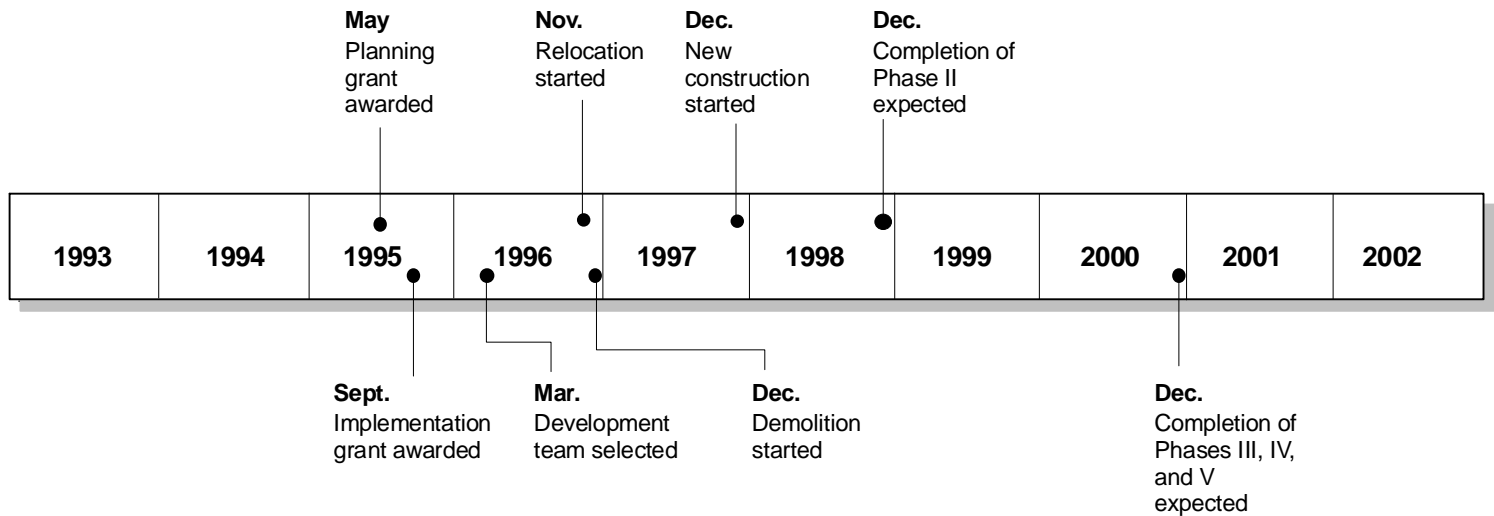 May
Planning
grant
awarded
Nov.
Relocation
started
Dec.
New
construction
started
Dec.
Completion of
Phase II
expected
1993
1994
1995
1996
1997
1998
1999
2000
2001
2002
Sept.
Implementation
grant awarded
Mar.
Development
team selected
Dec.
Demolition
started
Dec.
Completion of
Phases III, IV,
and V
expected